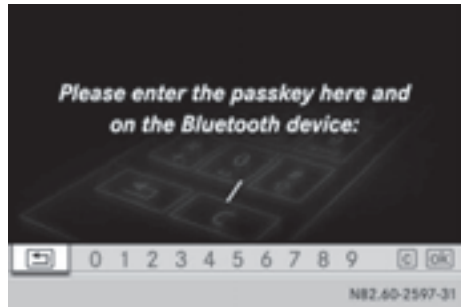 Please enter the passkey here and
on the Bluetooth device:
0 1 2 3 4 5 6 7 8 9 c ok
N82.60-2597-31